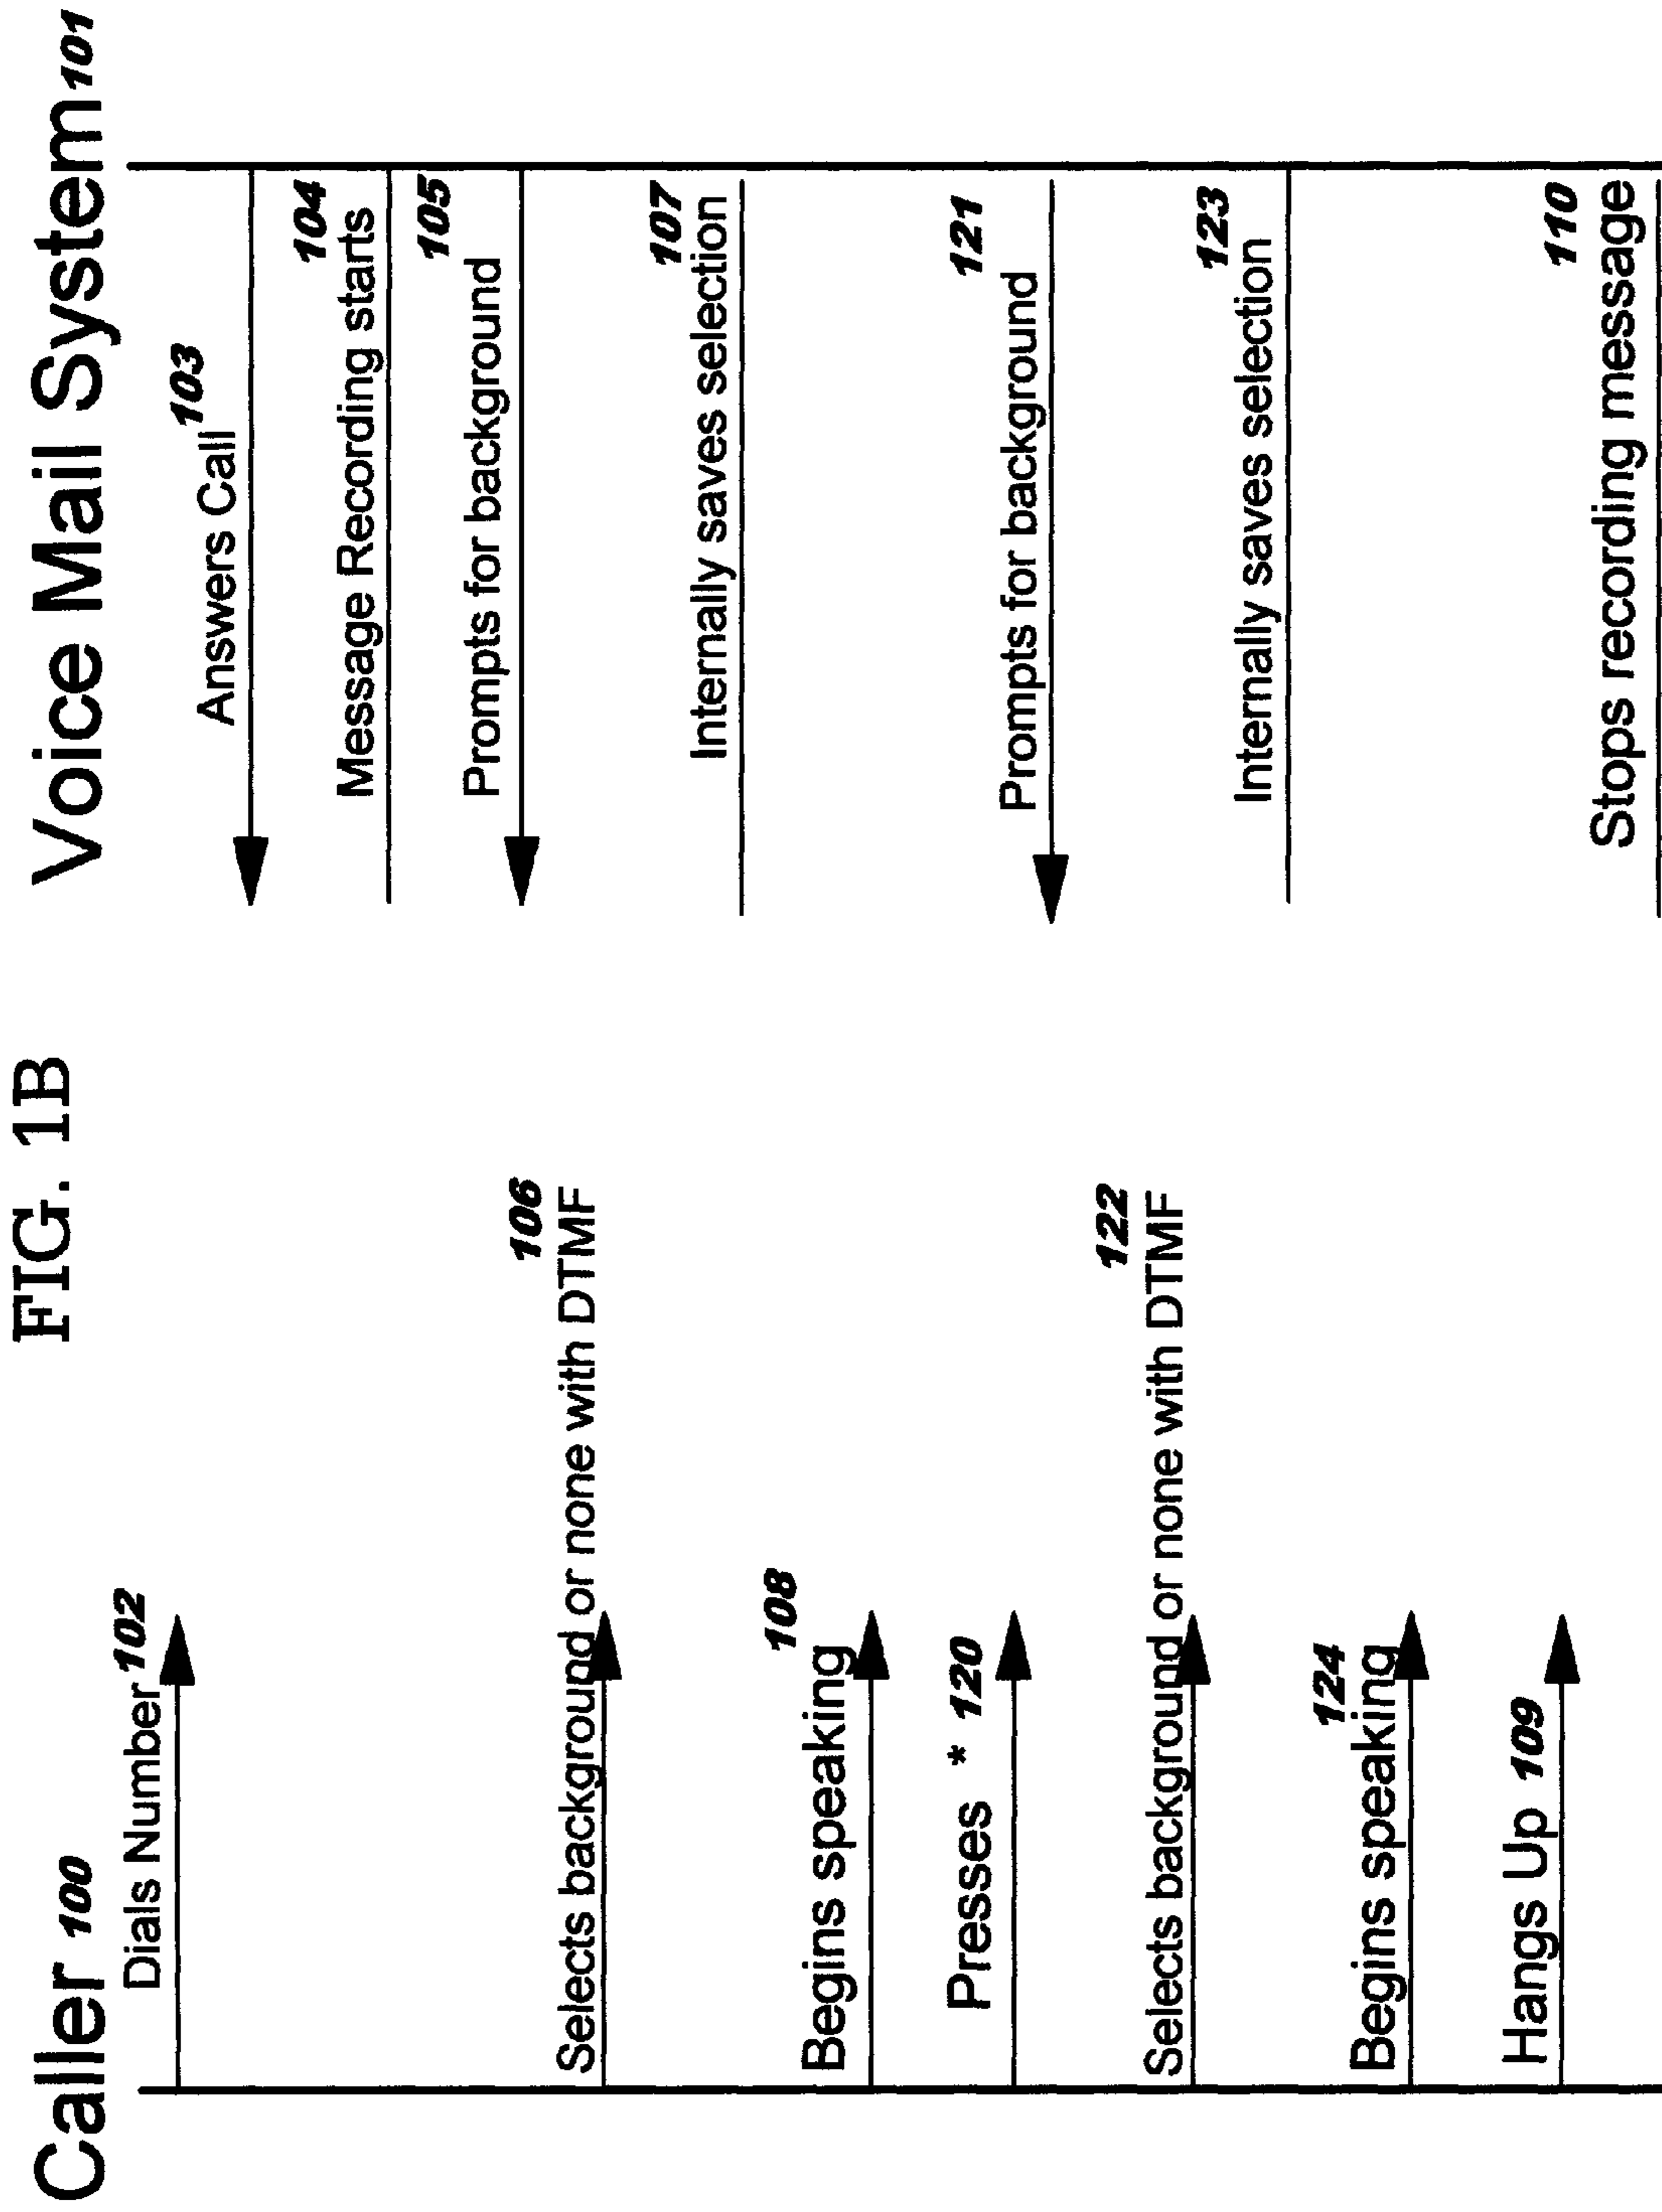 FIG. 1B
Caller 100
Voice Mail System 101
Dials Number 102
Answers Call 103
104
Message Recording starts
105
Prompts for background
106
Selects background or none with DTMF
107
Internally saves selection
108
Begins speaking
Presses * 120
121
Prompts for background
122
Selects background or none with DTMF
123
Internally saves selection
124
Begins speaking
Hangs Up 109
110
Stops recording message